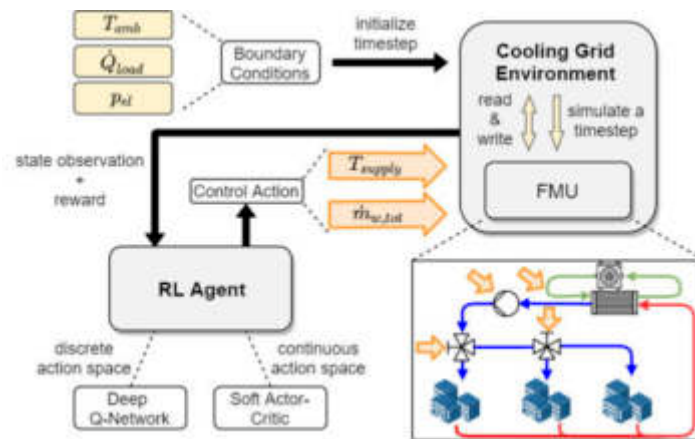 T_amb
Q̇_load
p_el
Boundary
Conditions
initialize
timestep
Cooling Grid
Environment
read
&
write
simulate a
timestep
FMU
state observation
+
reward
Control Action
T_supply
ṁ_w,tot
RL Agent
discrete
action space
continuous
action space
Deep
Q-Network
Soft Actor-
Critic